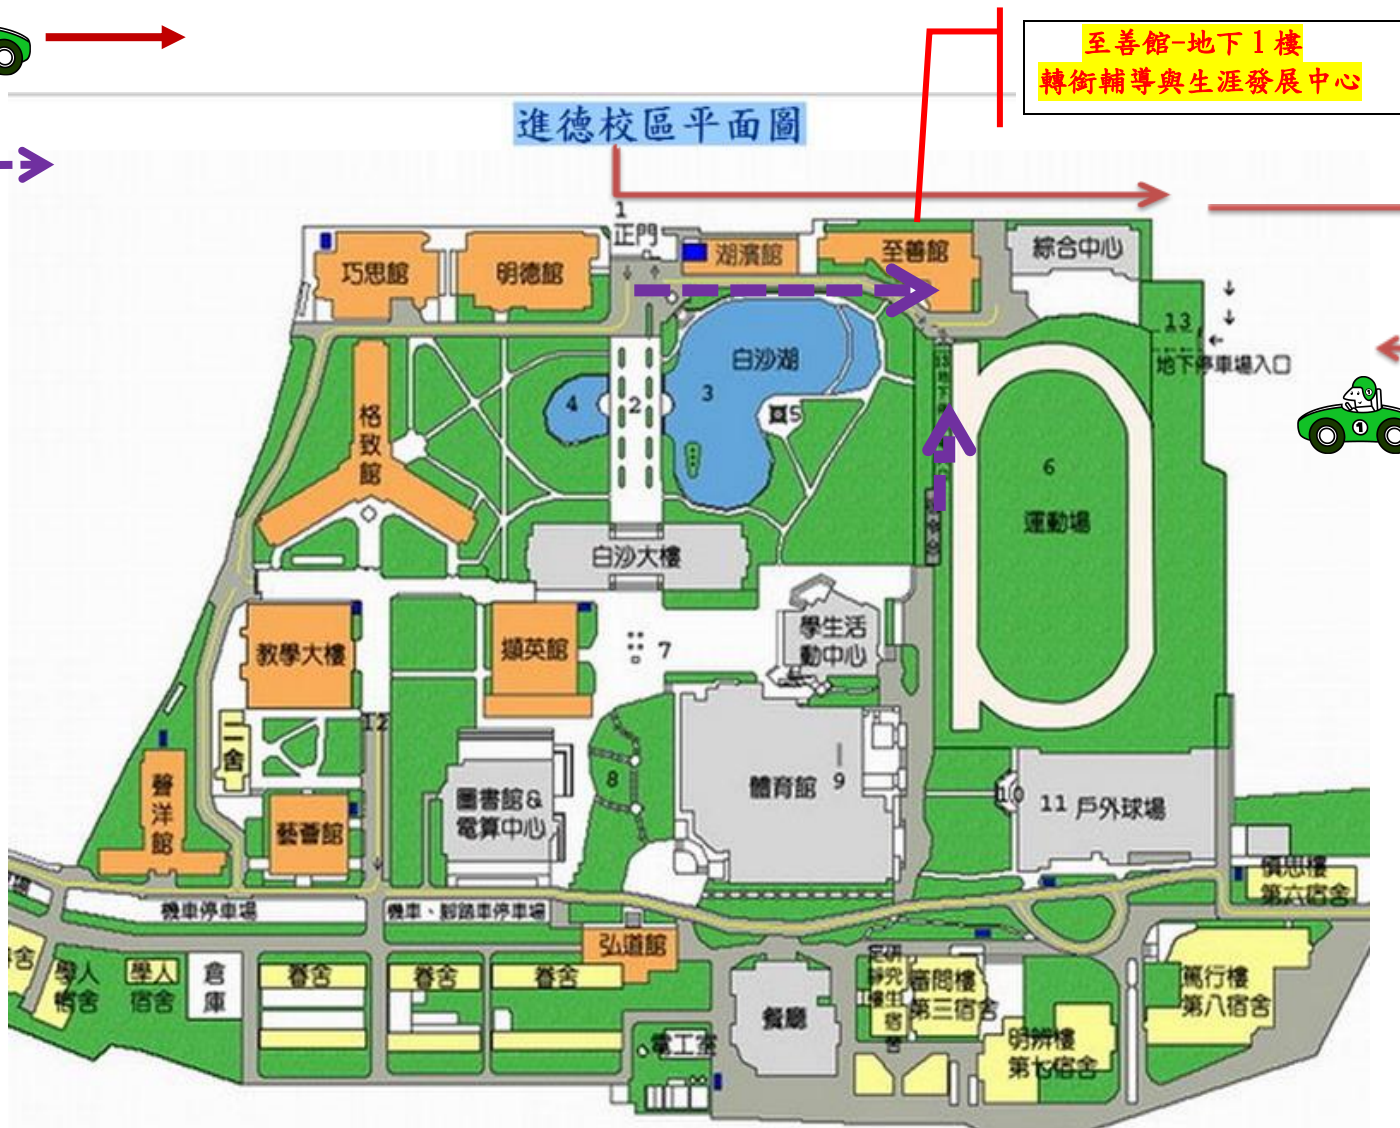 至善館-地下1樓
轉銜輔導與生涯發展中心
進德校區平面圖
1
正門
湖濱館
至善館
綜合中心
巧思館
明德館
13
地下停車場入口
白沙湖
格致館
4
2
3
5
6
運動場
1
白沙大樓
教學大樓
擷英館
7
學生活
動中心
12
二舍
聲洋館
藝薈館
圖書館&
電算中心
8
體育館
9
10
11
戶外球場
第六宿舍
機車停車場
機車、腳踏車停車場
弘道館
舍
學人
宿舍
學人
宿舍
倉庫
眷舍
眷舍
眷舍
餐廳
電工室
審問樓
第三宿舍
明辨樓
第七宿舍
篤行樓
第八宿舍